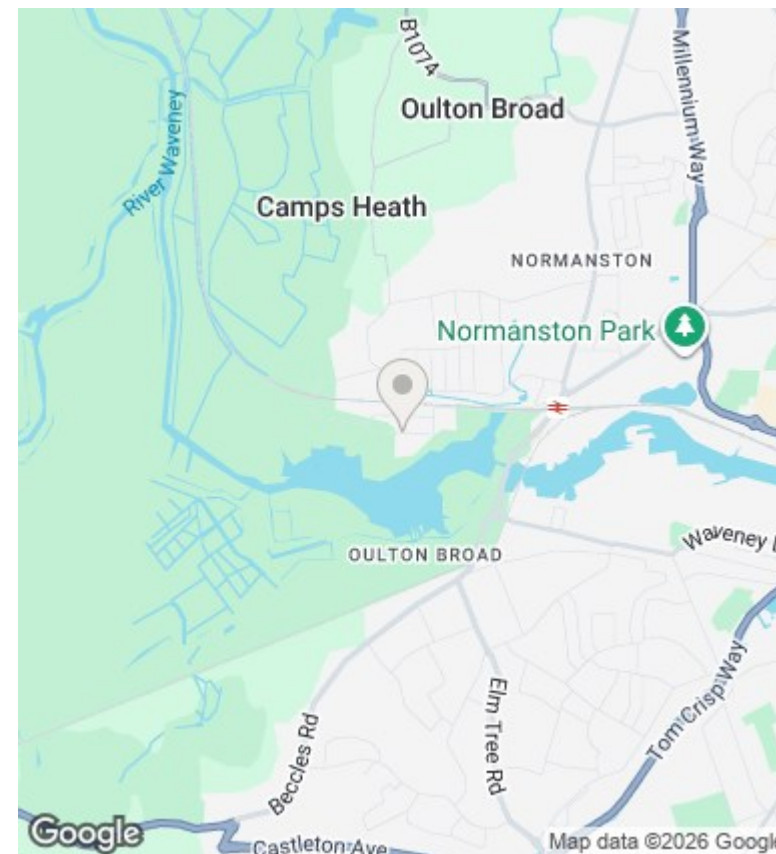 B1074
Millennium Way
Oulton Broad
River Waveney
Camps Heath
NORMANSTON
Normanston Park
OULTON BROAD
Waveney
Tom Crisp Way
Elm Tree Rd
Beccles Rd
Castleton Ave
Google
Map data ©2026 Google